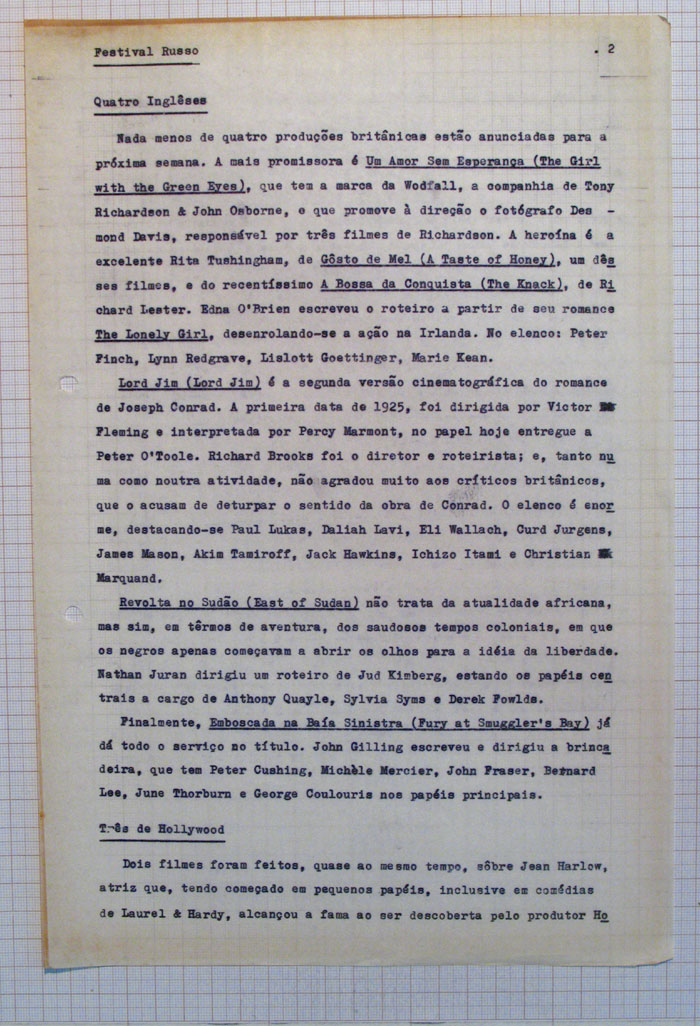 Festival Russo . 2
Quatro Inglêses
Nada menos de quatro produções britânicas estão anunciadas para a
próxima semana. A mais promissora é Um Amor Sem Esperança (The Girl
with the Green Eyes), que tem a marca da Wodfall, a companhia de Tony
Richardson & John Osborne, e que promove à direção o fotógrafo Des -
mond Davis, responsável por três filmes de Richardson. A heroína é a
excelente Rita Tushingham, de Gôsto de Mel (A Taste of Honey), um dês
ses filmes, e do recentíssimo A Bossa da Conquista (The Knack), de Ri
chard Lester. Edna O'Brien escreveu o roteiro a partir de seu romance
The Lonely Girl, desenrolando-se a ação na Irlanda. No elenco: Peter
Finch, Lynn Redgrave, Lislott Goettinger, Marie Kean.
Lord Jim (Lord Jim) é a segunda versão cinematográfica do romance
de Joseph Conrad. A primeira data de 1925, foi dirigida por Victor
Fleming e interpretada por Percy Marmont, no papel hoje entregue a
Peter O'Toole. Richard Brooks foi o diretor e roteirista; e, tanto nu
ma como noutra atividade, não agradou muito aos críticos britânicos,
que o acusam de deturpar o sentido da obra de Conrad. O elenco é enor
me, destacando-se Paul Lukas, Daliah Lavi, Eli Wallach, Curd Jurgens,
James Mason, Akim Tamiroff, Jack Hawkins, Ichizo Itami e Christian
Marquand.
Revolta no Sudão (East of Sudan) não trata da atualidade africana,
mas sim, em têrmos de aventura, dos saudosos tempos coloniais, em que
os negros apenas começavam a abrir os olhos para a idéia da liberdade.
Nathan Juran dirigiu um roteiro de Jud Kimberg, estando os papéis cen
trais a cargo de Anthony Quayle, Sylvia Syms e Derek Fowlds.
Finalmente, Emboscada na Baía Sinistra (Fury at Smuggler's Bay) já
dá todo o serviço no título. John Gilling escreveu e dirigiu a brinca
deira, que tem Peter Cushing, Michèle Mercier, John Fraser, Bernard
Lee, June Thorburn e George Coulouris nos papéis principais.
Três de Hollywood
Dois filmes foram feitos, quase ao mesmo tempo, sôbre Jean Harlow,
atriz que, tendo começado em pequenos papéis, inclusive em comédias
de Laurel & Hardy, alcançou a fama ao ser descoberta pelo produtor Ho